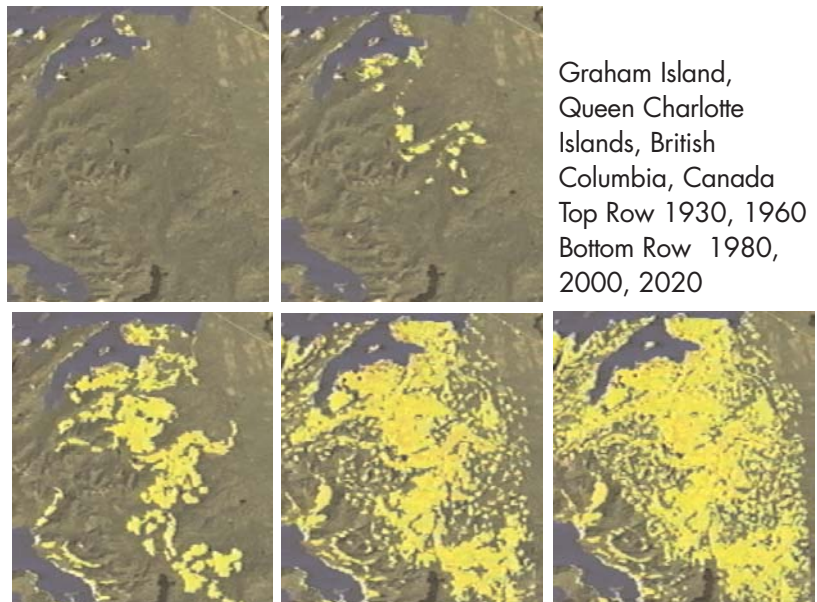 Graham Island,
Queen Charlotte
Islands, British
Columbia, Canada
Top Row 1930, 1960
Bottom Row 1980,
2000, 2020